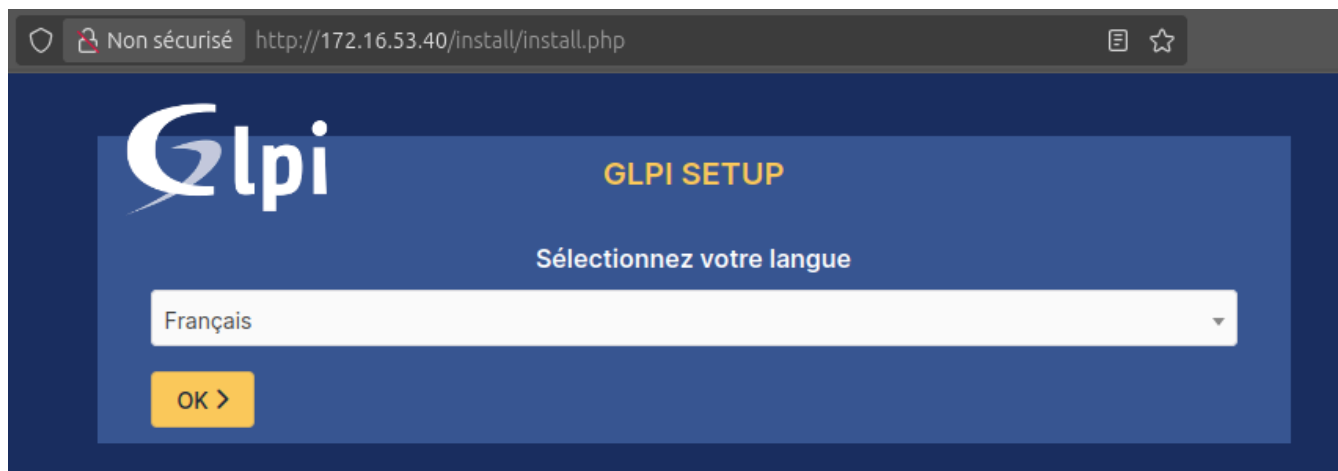 Non sécurisé http://172.16.53.40/install/install.php
Glpi
GLPI SETUP
Sélectionnez votre langue
Français
OK >